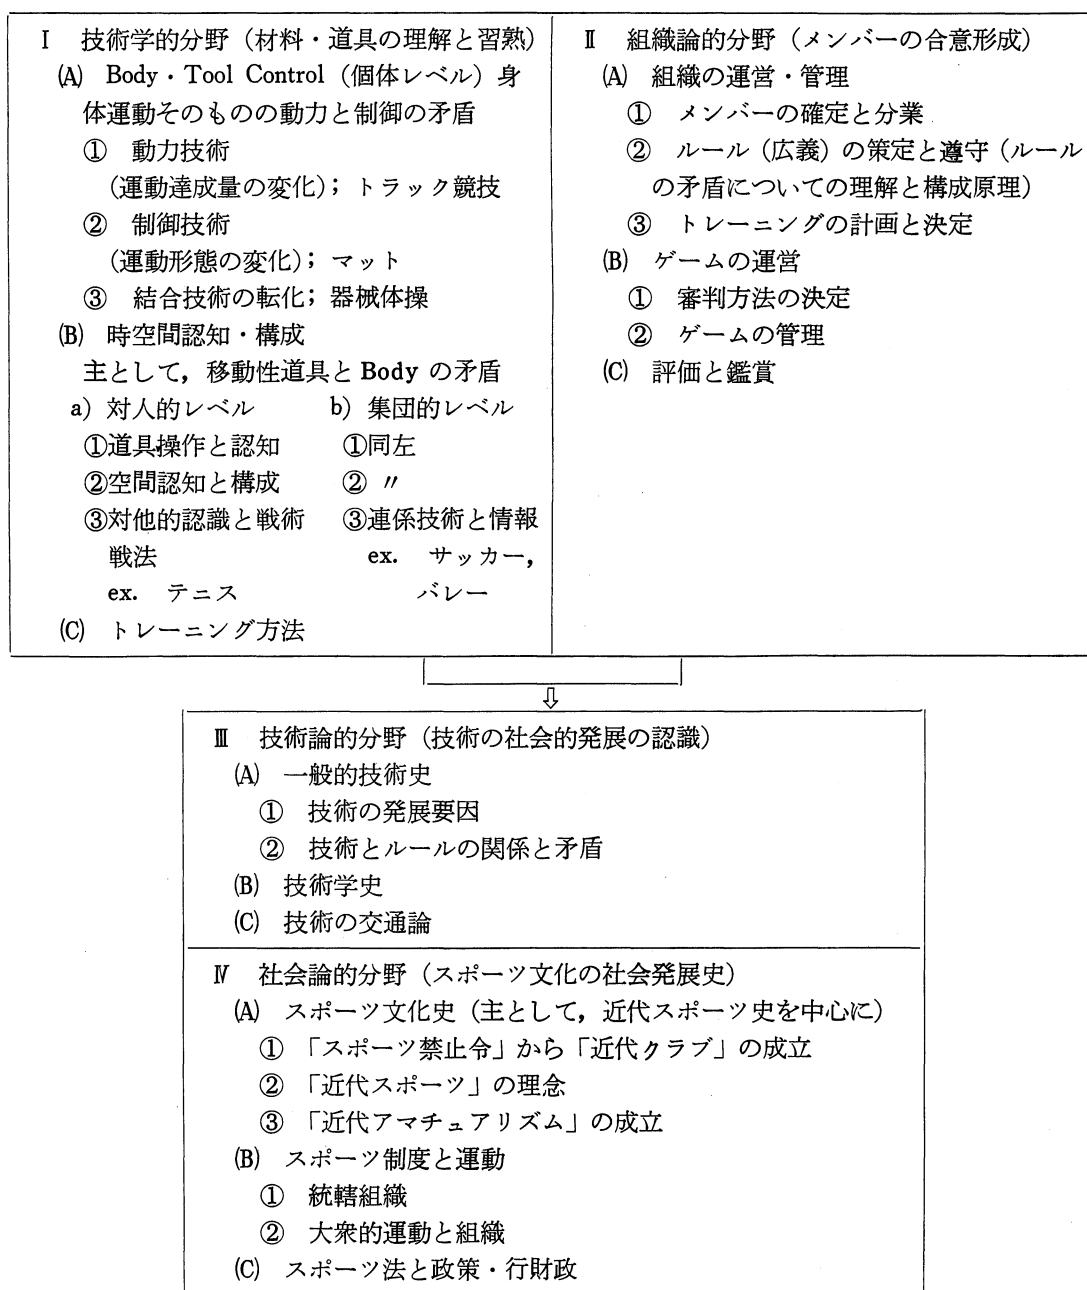 Ⅰ 技術学的分野（材料・道具の理解と習熟）
(A) Body・Tool Control（個体レベル）身
体運動そのものの動力と制御の矛盾
① 動力技術
（運動達成量の変化）；トラック競技
② 制御技術
（運動形態の変化）；マット
③ 結合技術の転化；器械体操
(B) 時空間認知・構成
主として，移動性道具と Body の矛盾
a）対人的レベル b）集団的レベル
①道具操作と認知 ①同左
②空間認知と構成 ② 〃
③対他的認識と戦術 ③連係技術と情報
戦法 ex. サッカー，
ex. テニス バレー
(C) トレーニング方法
Ⅱ 組織論的分野（メンバーの合意形成）
(A) 組織の運営・管理
① メンバーの確定と分業
② ルール（広義）の策定と遵守（ルール
の矛盾についての理解と構成原理）
③ トレーニングの計画と決定
(B) ゲームの運営
① 審判方法の決定
② ゲームの管理
(C) 評価と鑑賞
⇩
Ⅲ 技術論的分野（技術の社会的発展の認識）
(A) 一般的技術史
① 技術の発展要因
② 技術とルールの関係と矛盾
(B) 技術学史
(C) 技術の交通論
Ⅳ 社会論的分野（スポーツ文化の社会発展史）
(A) スポーツ文化史（主として，近代スポーツ史を中心に）
① 「スポーツ禁止令」から「近代クラブ」の成立
② 「近代スポーツ」の理念
③ 「近代アマチュアリズム」の成立
(B) スポーツ制度と運動
① 統轄組織
② 大衆的運動と組織
(C) スポーツ法と政策・行財政